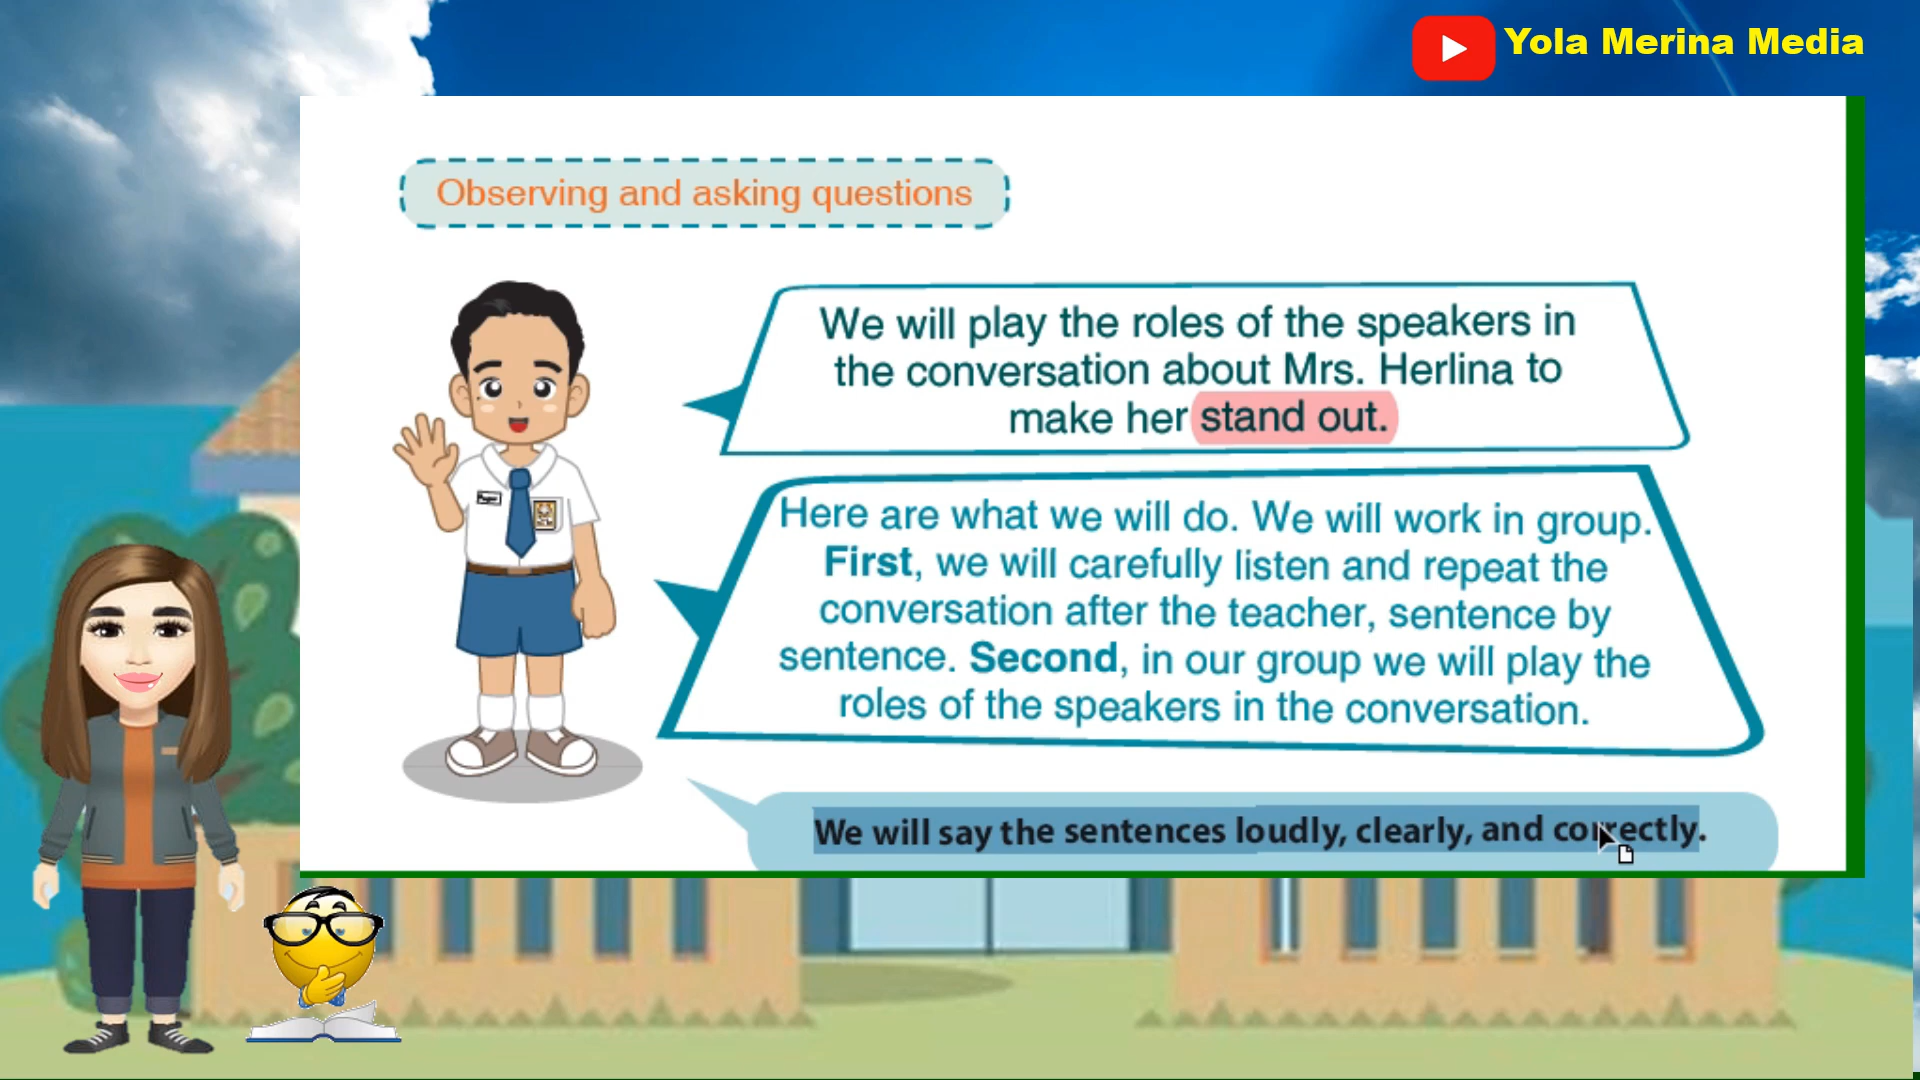 Yola Merina Media
Observing and asking questions
We will play the roles of the speakers in
the conversation about Mrs. Herlina to
make her stand out.
Here are what we will do. We will work in group.
First, we will carefully listen and repeat the
conversation after the teacher, sentence by
sentence. Second, in our group we will play the
roles of the speakers in the conversation.
We will say the sentences loudly, clearly, and correctly.